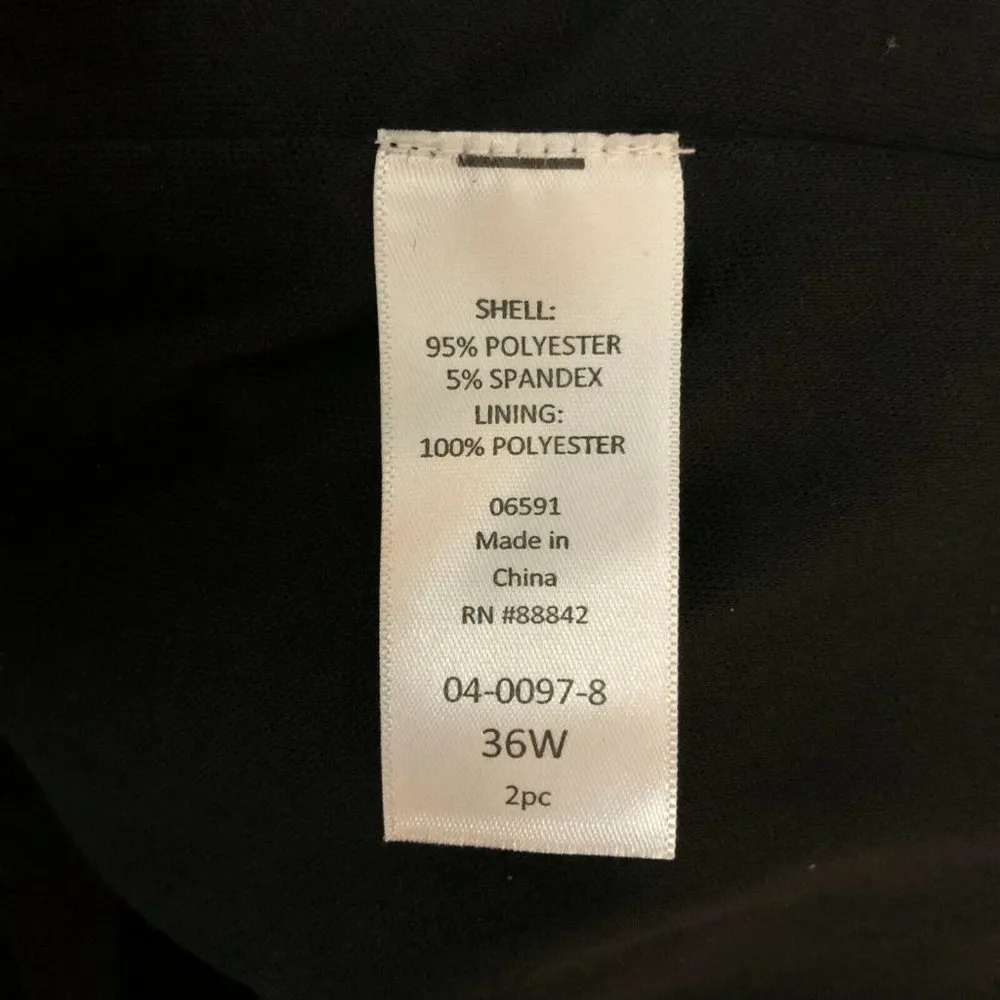 SHELL:
95% POLYESTER
5% SPANDEX
LINING:
100% POLYESTER
06591
Made in
China
RN #88842
04-0097-8
36W
2pc